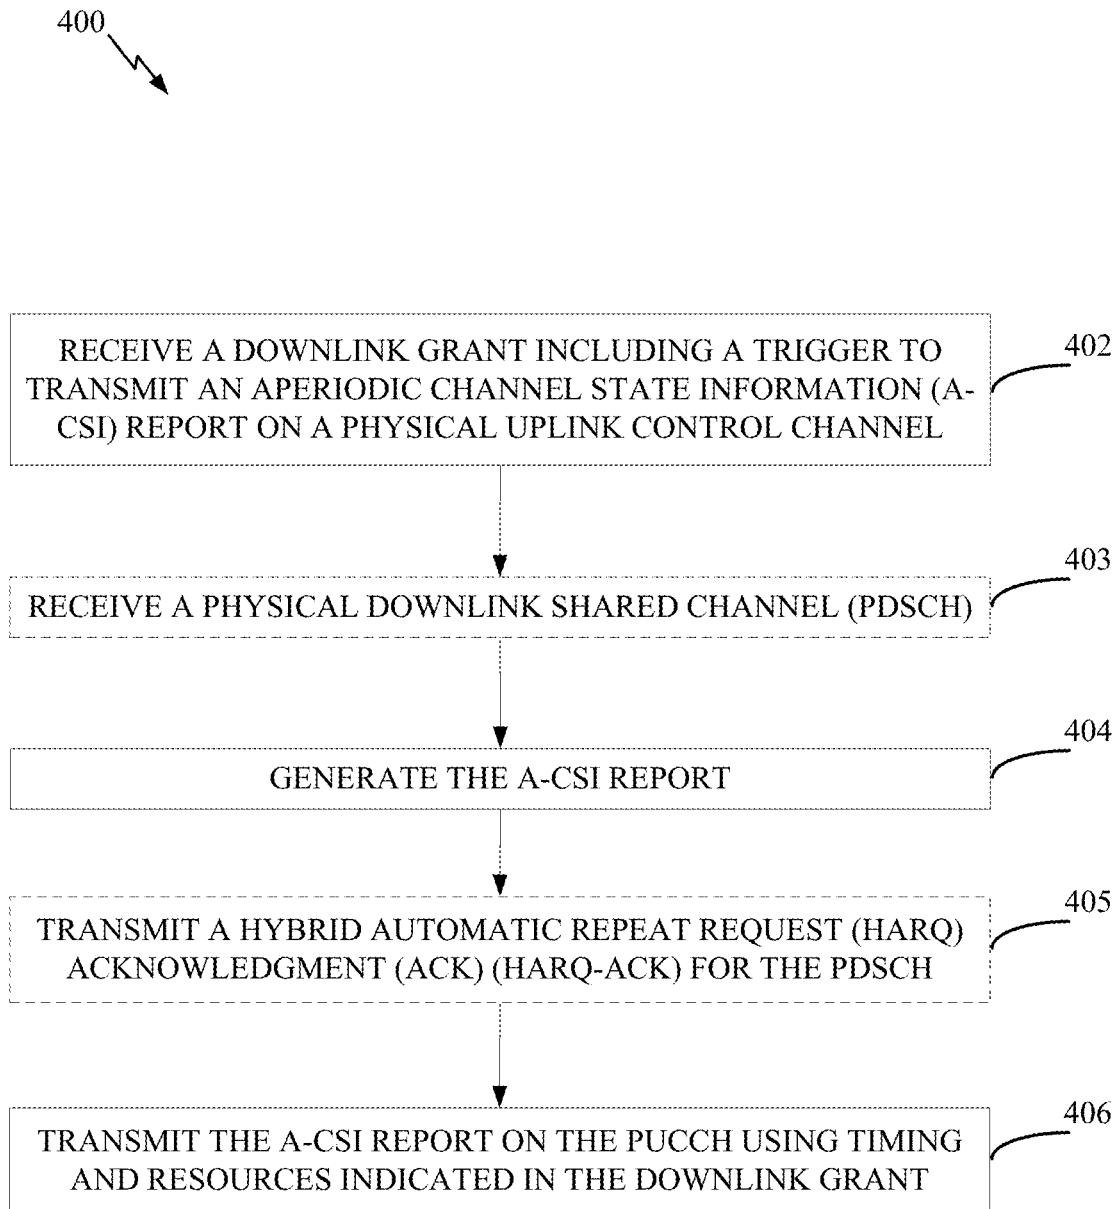 400
RECEIVE A DOWNLINK GRANT INCLUDING A TRIGGER TO
TRANSMIT AN APERIODIC CHANNEL STATE INFORMATION (A-
CSI) REPORT ON A PHYSICAL UPLINK CONTROL CHANNEL
402
RECEIVE A PHYSICAL DOWNLINK SHARED CHANNEL (PDSCH)
403
GENERATE THE A-CSI REPORT
404
TRANSMIT A HYBRID AUTOMATIC REPEAT REQUEST (HARQ)
ACKNOWLEDGMENT (ACK) (HARQ-ACK) FOR THE PDSCH
405
TRANSMIT THE A-CSI REPORT ON THE PUCCH USING TIMING
AND RESOURCES INDICATED IN THE DOWNLINK GRANT
406